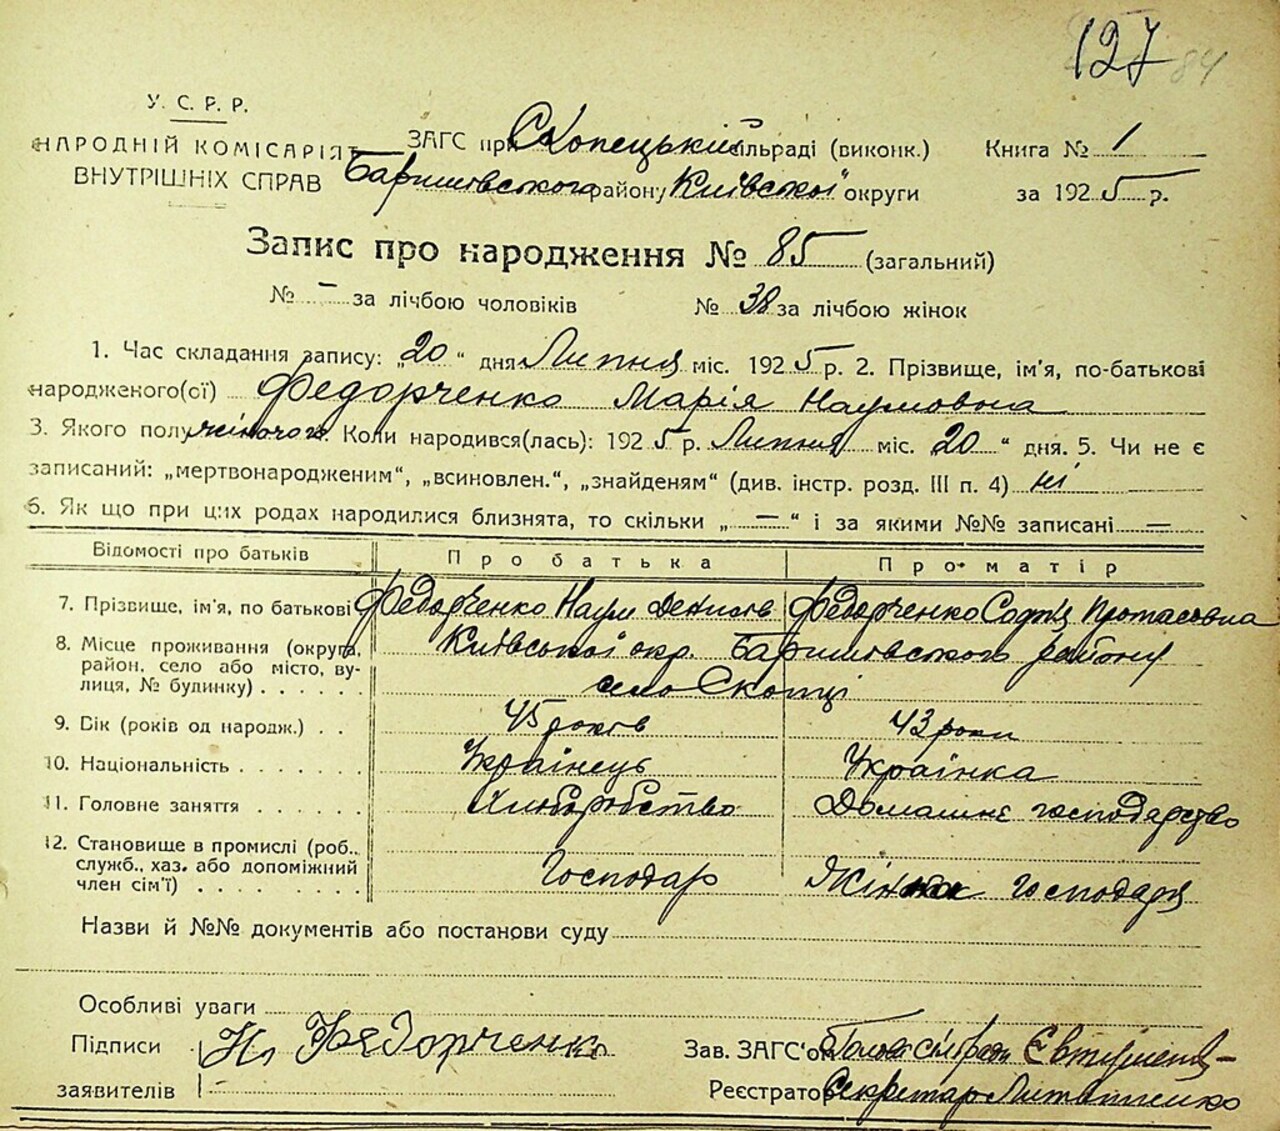 127
84
У. С. Р. Р.
НАРОДНІЙ КОМІСАРІЯТ
ВНУТРІШНІХ СПРАВ
ЗАГС при Скопецькій сільраді (виконк.)
Баришівського району Київської округи
Книга № 1
за 1925 р.
Запис про народження № 85 (загальний)
№ – за лічбою чоловіків № 38 за лічбою жінок
1. Час складання запису: „20“ дня Липня міс. 1925 р. 2. Прізвище, ім'я, по-батькові
народженого(ої) Федорченко Марія Наумовна
3. Якого полу жіночого. Коли народився(лась): 1925 р. Липня міс. 20 “ дня. 5. Чи не є
записаний: „мертвонародженим“, „всиновлен.“, „знайденям“ (див. інстр. розд. III п. 4) ні
6. Як що при цих родах народилися близнята, то скільки „ — “ і за якими №№ записані —
Відомості про батьків Про батька Про матір
7. Прізвище, ім'я, по батькові Федорченко Наум Денисів Федорченко Софія Протасовна
8. Місце проживання (округа, Київської окр. Баришівського району
район, село або місто, ву-
лиця, № будинку) . . . . . . село Скопці
9. Вік (років од народж.) . . 45 років 43 роки
10. Національність . . . . . . . Українець Українка
11. Головне заняття . . . . . . Хліборобство Домашнє господарство
12. Становище в промислі (роб.,
служб., хаз. або допоміжний
член сім'ї) . . . . . . . . Господар Жінка господаря
Назви й №№ документів або постанови суду
Особливі уваги
Підписи Н. Федорченко
заявителів
Зав. ЗАГС'ом Голова сільради
Реєстратор Секретар